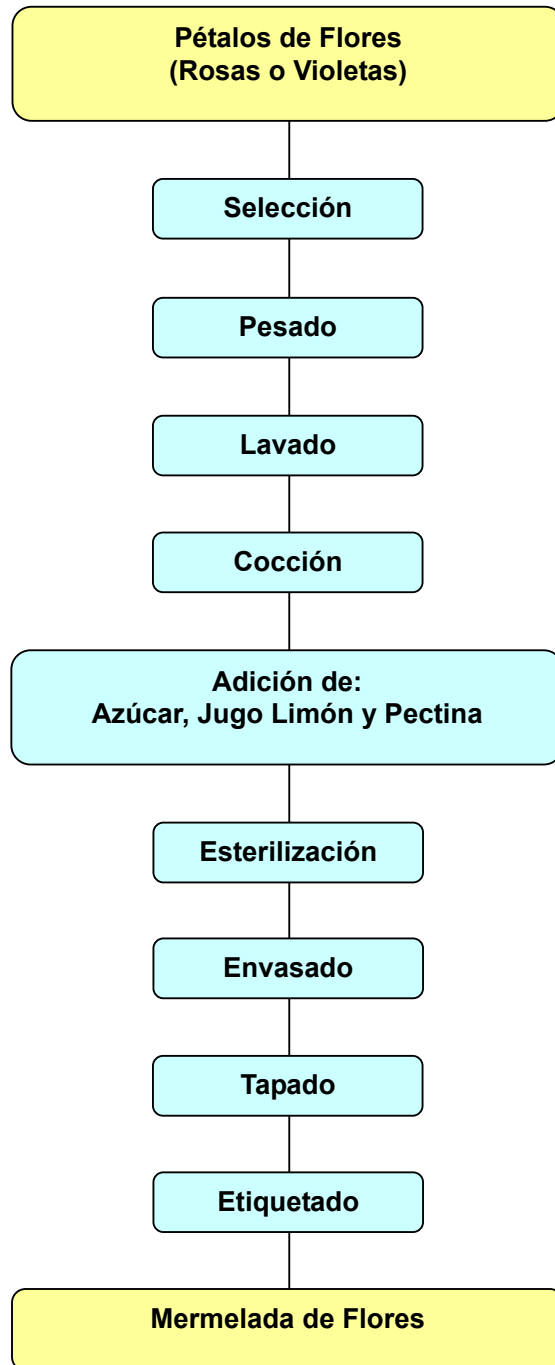 Pétalos de Flores
(Rosas o Violetas)
Selección
Pesado
Lavado
Cocción
Adición de:
Azúcar, Jugo Limón y Pectina
Esterilización
Envasado
Tapado
Etiquetado
Mermelada de Flores